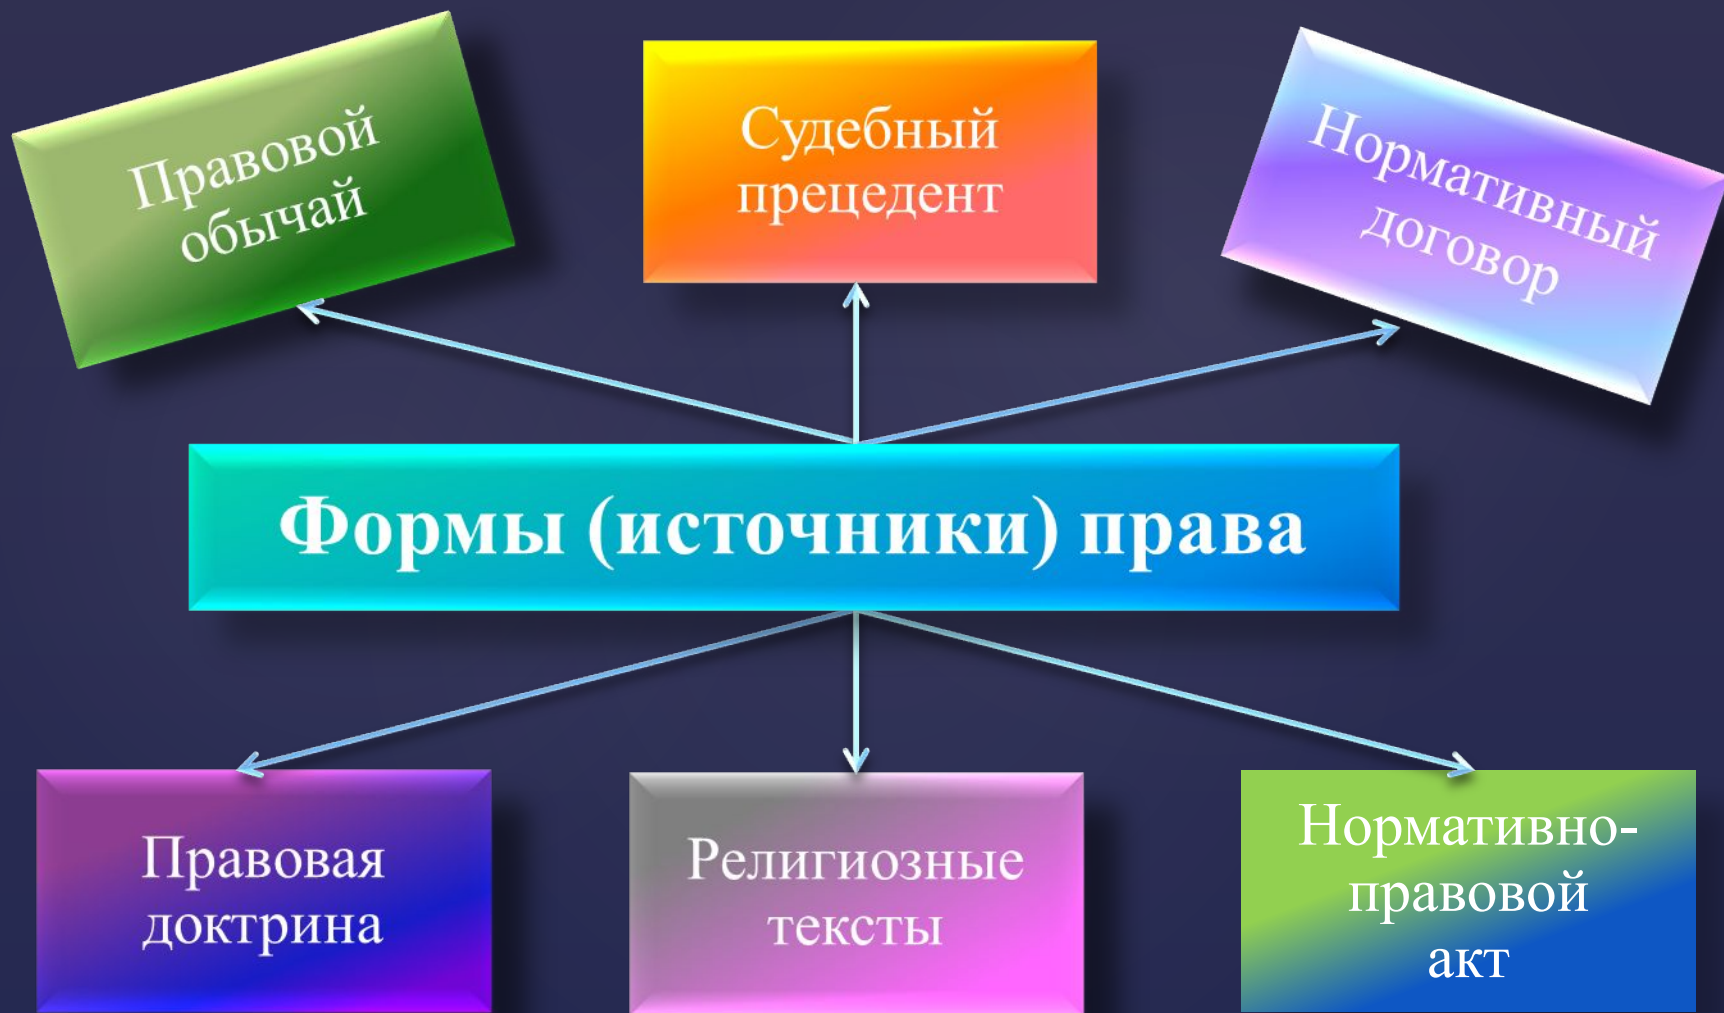 Правовой
обычай
Судебный
прецедент
Нормативный
договор
Формы (источники) права
Правовая
доктрина
Религиозные
тексты
Нормативно-
правовой
акт